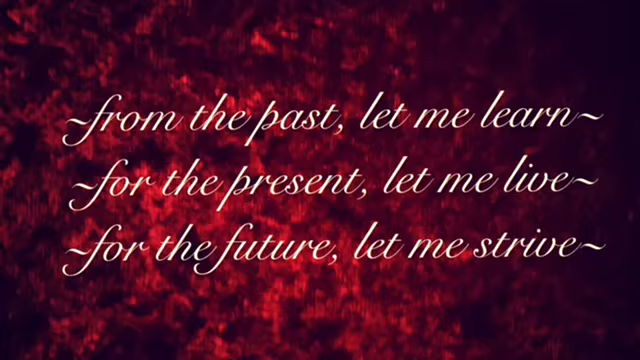 ~from the past, let me learn~
~for the present, let me live~
~for the future, let me strive~